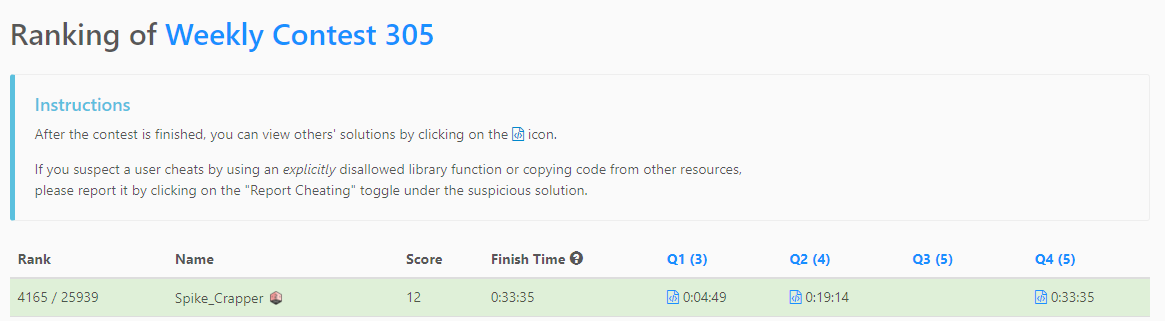 Ranking of Weekly Contest 305
Instructions
After the contest is finished, you can view others' solutions by clicking on the icon.
If you suspect a user cheats by using an explicitly disallowed library function or copying code from other resources,
please report it by clicking on the "Report Cheating" toggle under the suspicious solution.
Rank Name Score Finish Time Q1 (3) Q2 (4) Q3 (5) Q4 (5)
4165 / 25939 Spike_Crapper 12 0:33:35 0:04:49 0:19:14 0:33:35